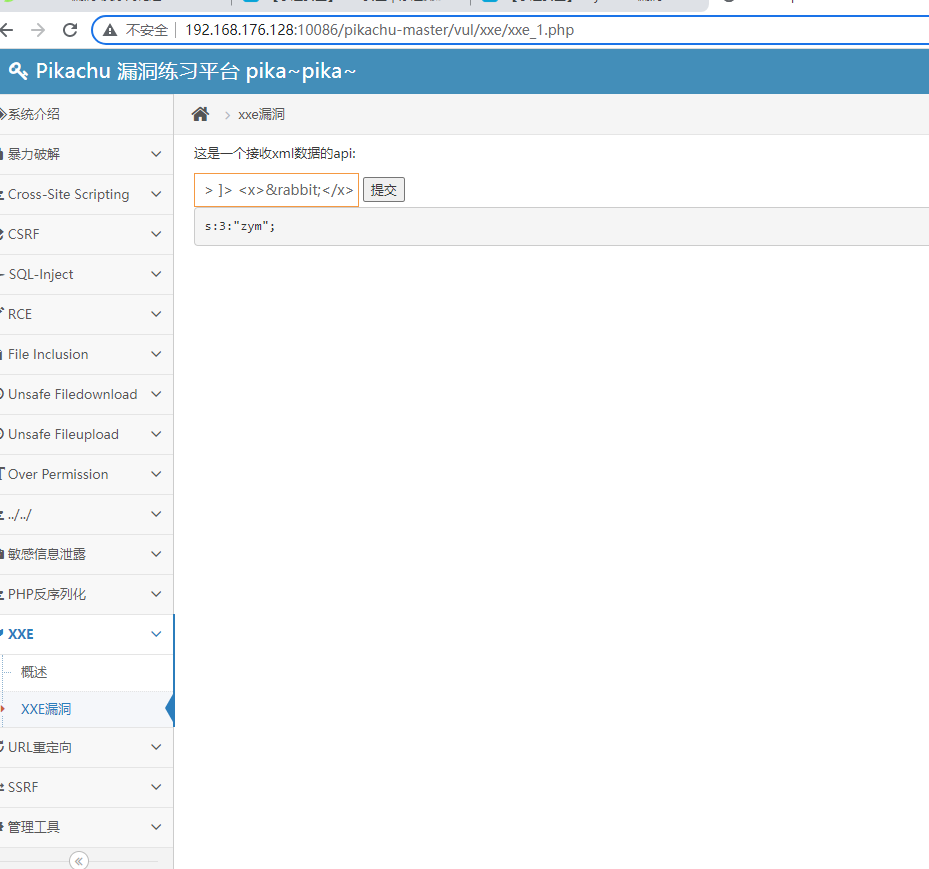 不安全 192.168.176.128:10086/pikachu-master/vul/xxe/xxe_1.php
Pikachu 漏洞练习平台 pika~pika~
系统介绍
暴力破解
Cross-Site Scripting
CSRF
SQL-Inject
RCE
File Inclusion
Unsafe Filedownload
Unsafe Fileupload
Over Permission
../../
敏感信息泄露
PHP反序列化
XXE
概述
XXE漏洞
URL重定向
SSRF
管理工具
xxe漏洞
这是一个接收xml数据的api:
> ]> <x>&rabbit;</x> 提交
s:3:"zym";